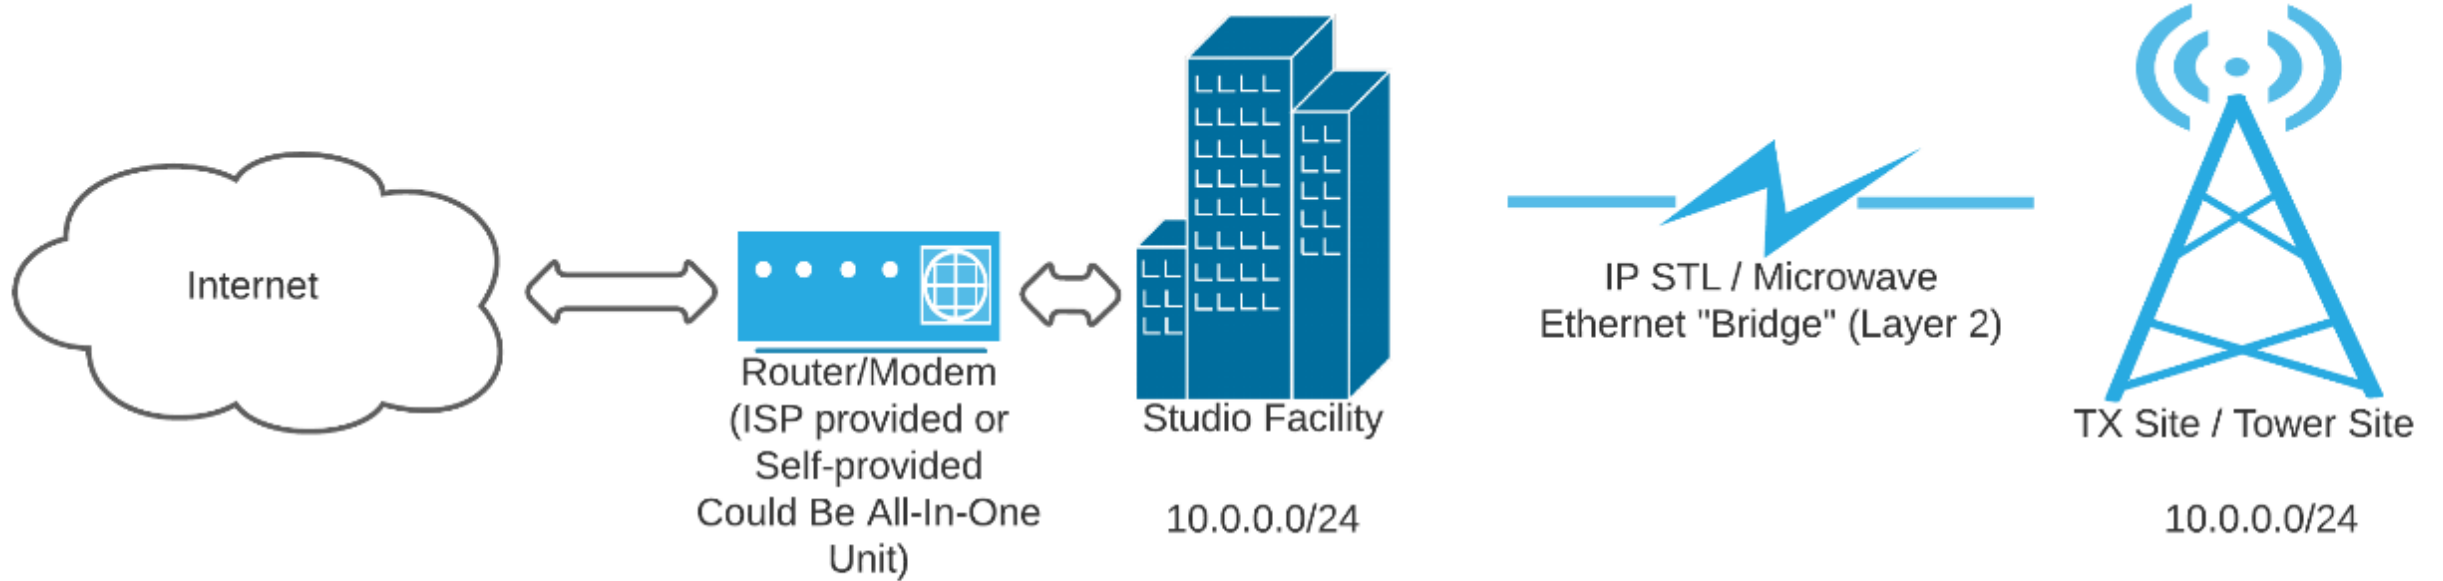 Internet
Router/Modem
(ISP provided or
Self-provided
Could Be All-In-One
Unit)
Studio Facility
10.0.0.0/24
IP STL / Microwave
Ethernet "Bridge" (Layer 2)
TX Site / Tower Site
10.0.0.0/24